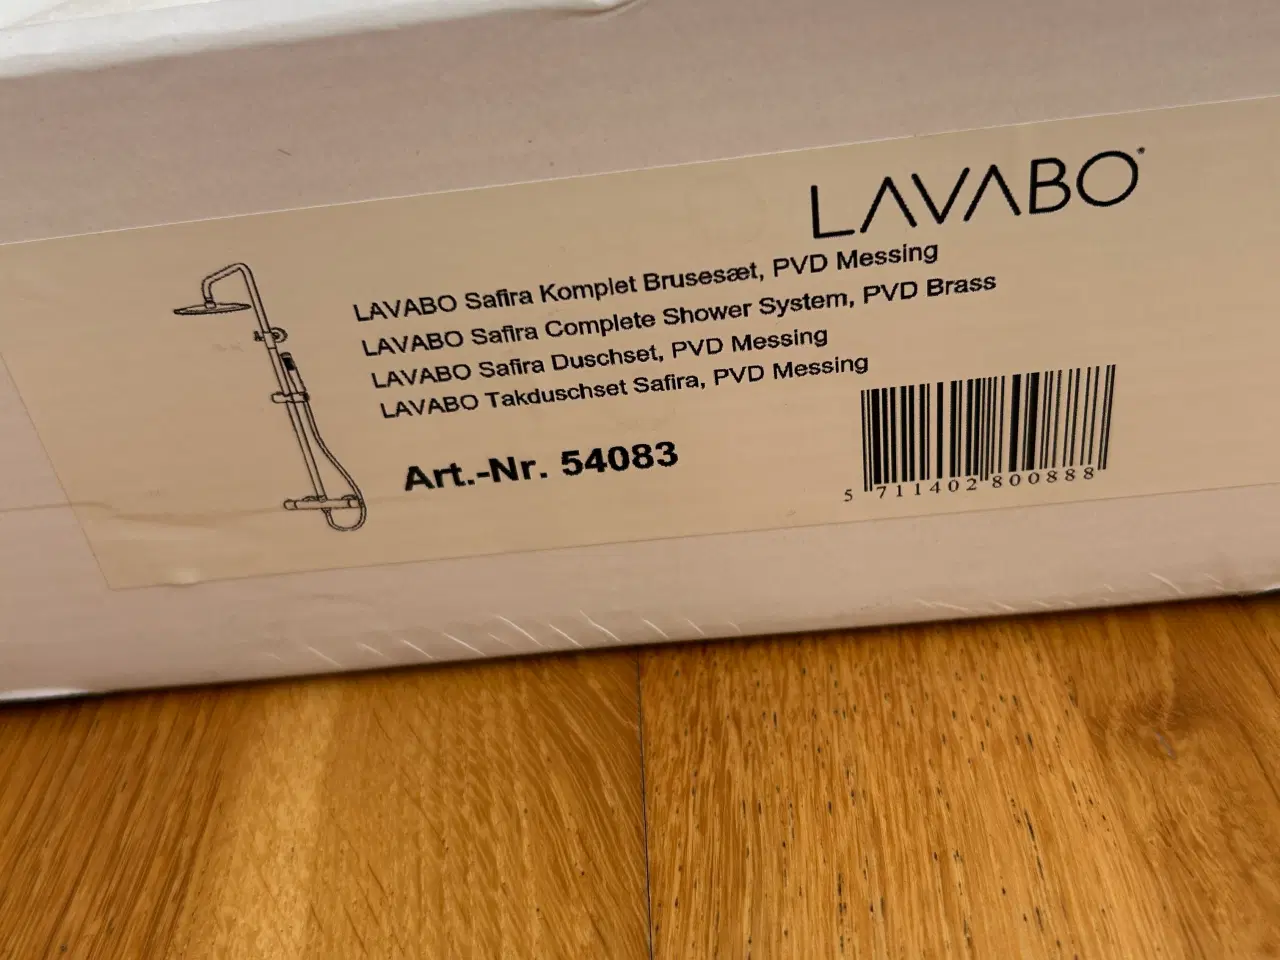 LAVABO
LAVABO Safira Komplet Brusesæt, PVD Messing
LAVABO Safira Complete Shower System, PVD Brass
LAVABO Safira Duschset, PVD Messing
LAVABO Takduschset Safira, PVD Messing
Art.-Nr. 54083
5 711402 800888